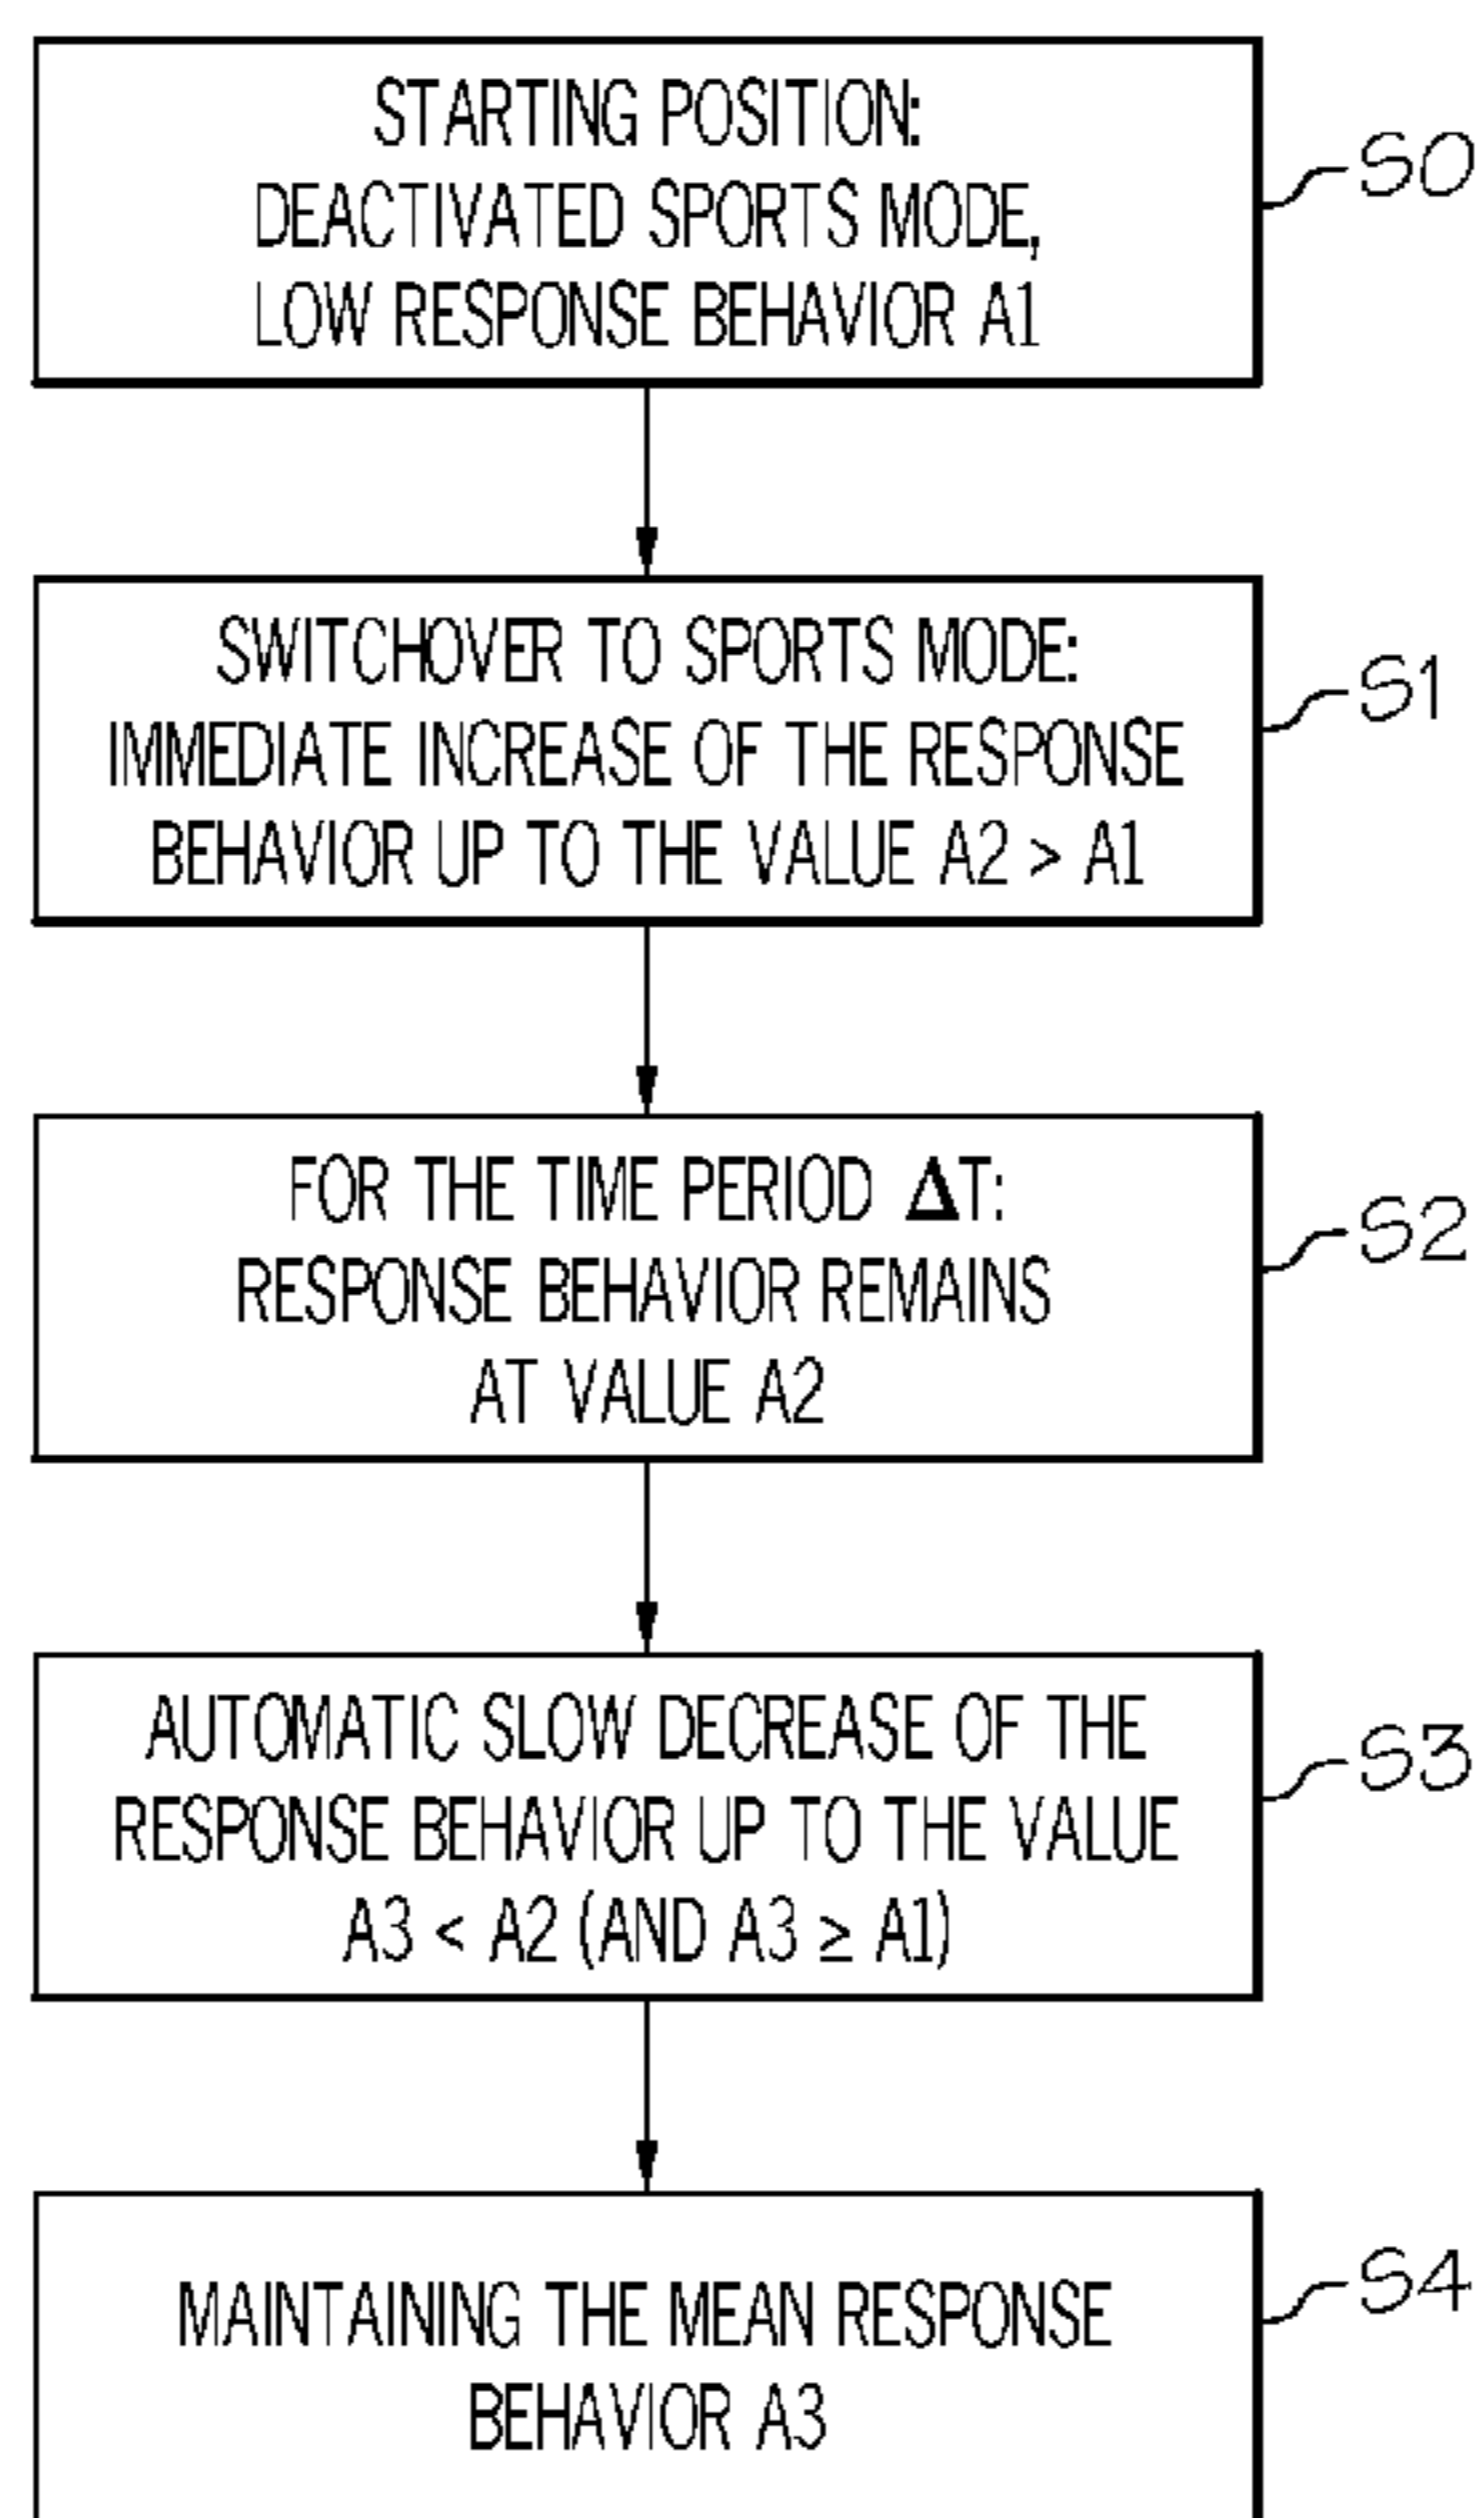 STARTING POSITION:
DEACTIVATED SPORTS MODE,
LOW RESPONSE BEHAVIOR A1
S0
SWITCHOVER TO SPORTS MODE:
IMMEDIATE INCREASE OF THE RESPONSE
BEHAVIOR UP TO THE VALUE A2 > A1
S1
FOR THE TIME PERIOD ΔT:
RESPONSE BEHAVIOR REMAINS
AT VALUE A2
S2
AUTOMATIC SLOW DECREASE OF THE
RESPONSE BEHAVIOR UP TO THE VALUE
A3 < A2 (AND A3 ≥ A1)
S3
MAINTAINING THE MEAN RESPONSE
BEHAVIOR A3
S4